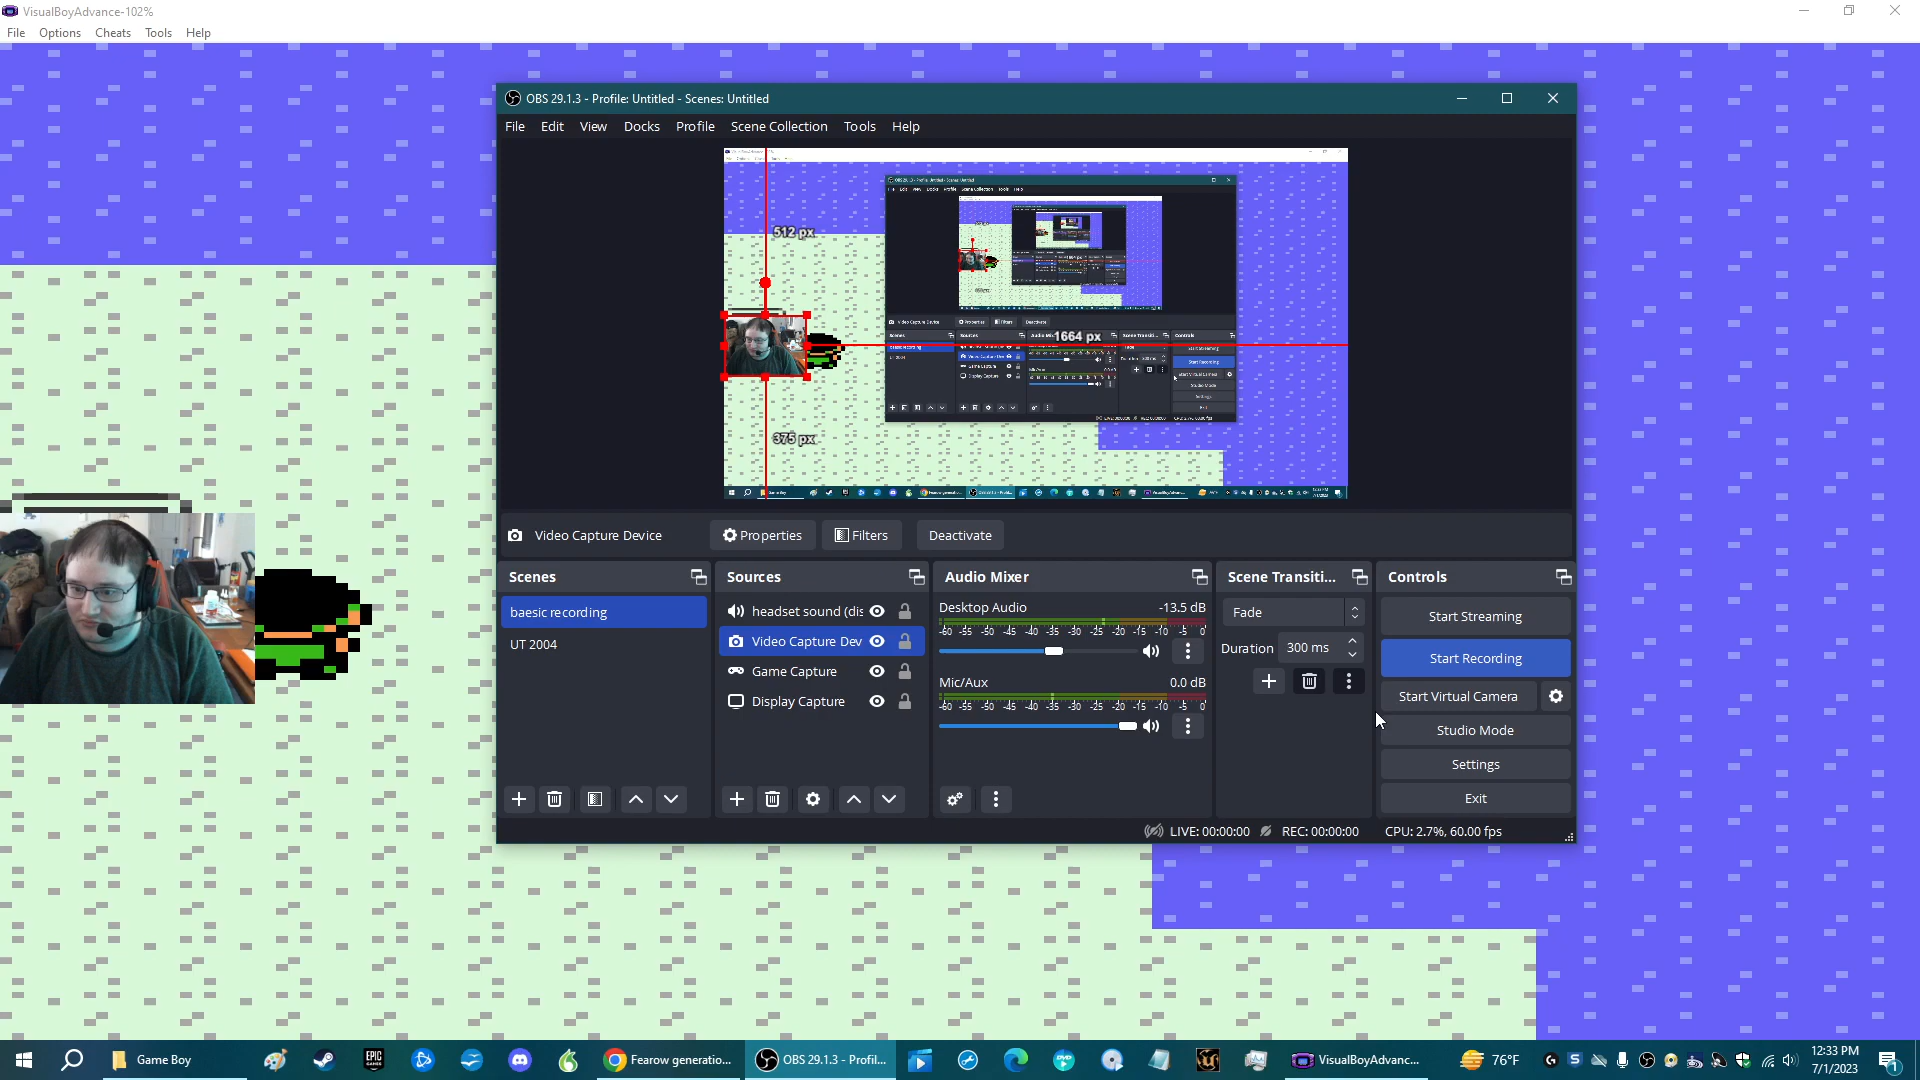 VisualBoyAdvance-102%
File Options Cheats Tools Help
OBS 29.1.3 - Profile: Untitled - Scenes: Untitled
File Edit View Docks Profile Scene Collection Tools Help
512 px
1664 px
375 px
Video Capture Device Properties Filters Deactivate
Scenes Sources Audio Mixer Scene Transiti... Controls
baesic recording
UT 2004
headset sound (dis
Video Capture Dev
Game Capture
Display Capture
Desktop Audio -13.5 dB
-60 -55 -50 -45 -40 -35 -30 -25 -20 -15 -10 -5 0
Mic/Aux 0.0 dB
-60 -55 -50 -45 -40 -35 -30 -25 -20 -15 -10 -5 0
Fade
Duration 300 ms
Start Streaming
Start Recording
Start Virtual Camera
Studio Mode
Settings
Exit
LIVE: 00:00:00 REC: 00:00:00 CPU: 2.7%, 60.00 fps
Game Boy
EPIC GAMES
Fearow generatio...
OBS 29.1.3 - Profil...
DVD
VisualBoyAdvanc...
76°F
12:33 PM
7/1/2023
1